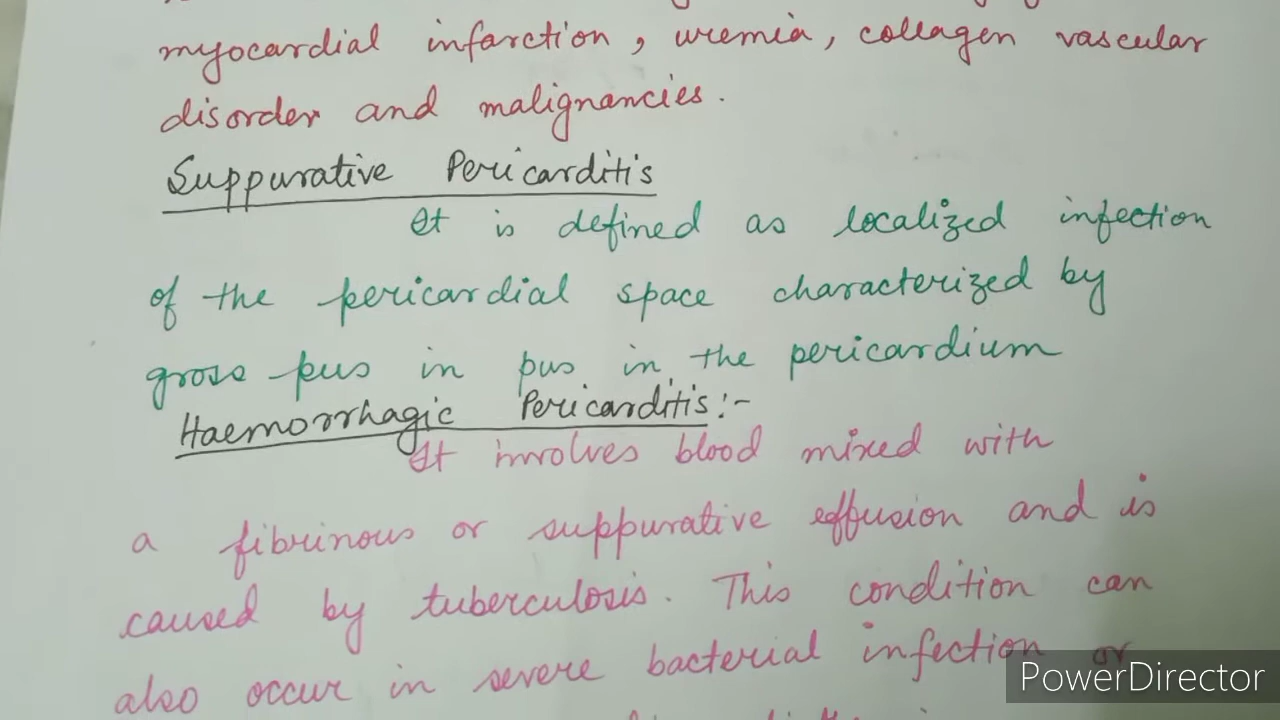 myocardial infarction, uremia, collagen vascular
disorder and malignancies.
Suppurative Pericarditis
It is defined as localized infection
of the pericardial space characterized by
gross pus in pus in the pericardium
Haemorrhagic Pericarditis:-
It involves blood mixed with
a fibrinous or suppurative effusion and is
caused by tuberculosis. This condition can
also occur in severe bacterial infection or
PowerDirector